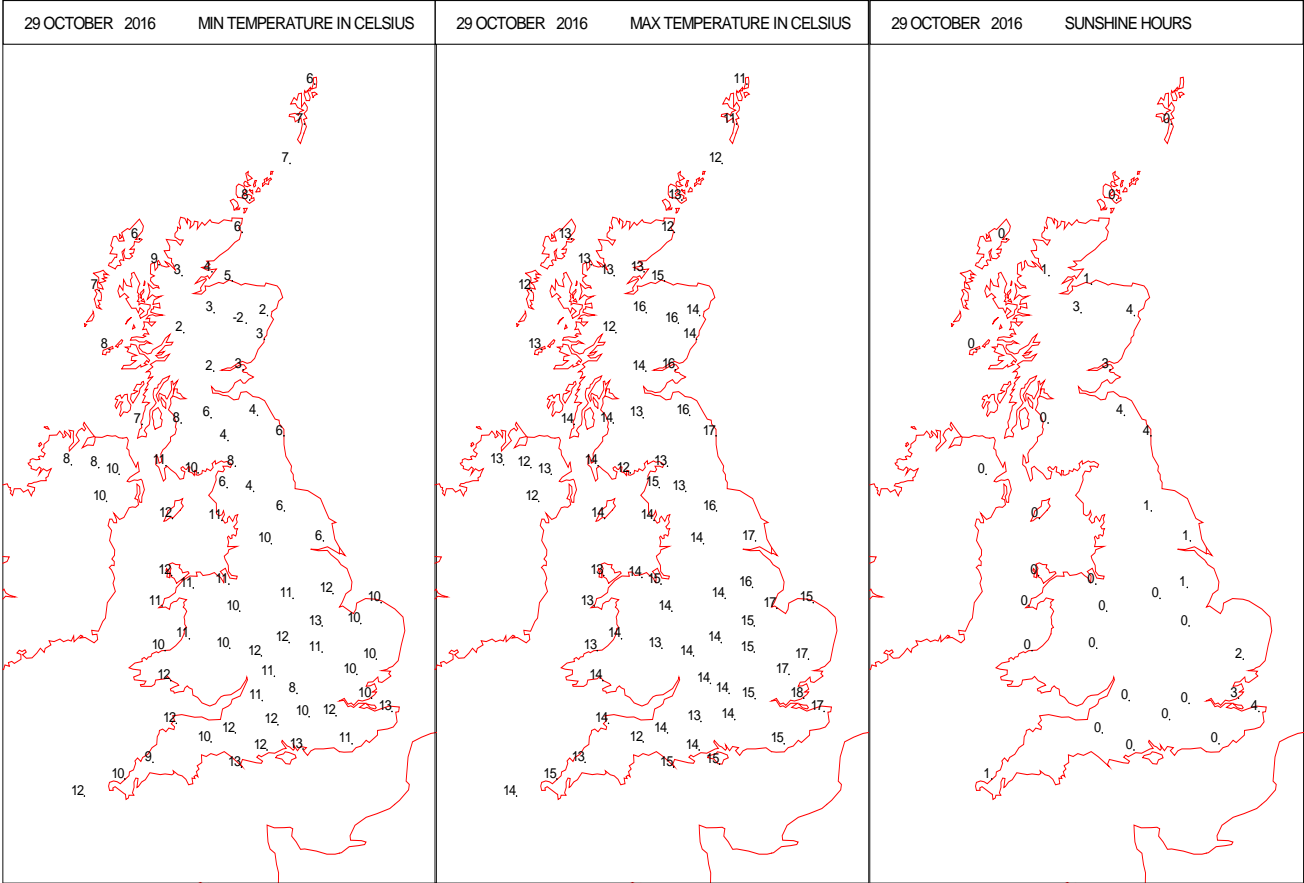 29 OCTOBER 2016 MIN TEMPERATURE IN CELSIUS
6
7
7
8
6
6
9
3 4
5
7
3 -2 2
2 3
8
2 3
7 8 6 4
4 6
8 8 10 11 10 8
10 6 4
12 11 6
10 6
12 11 11
11 10 11 12 10
13 10
10 11 10 12 12 11 10
12 11 10
11 8 10
12 12 12 10 12 13
10 12 13 11
9 13
10
12
29 OCTOBER 2016 MAX TEMPERATURE IN CELSIUS
11
11
12
13
12
13
13 13 13
15
12
16 16 14
12 14
13
14 16
14 14 13 16
17
13 12 13 14 12 13
12 15 13
14 14 16
14 17
13 14 15 16
13 14 14 17 15
15
13 14 13 14 14 15 17
14 14 17
14 15 18
14 14 13 14 17
12 14 15
13 15 15
15
14
29 OCTOBER 2016 SUNSHINE HOURS
0
0
0
1 1
3 4
0
3
0 4
4
0
0 1
1
0 0 1
0 0 0
0
0 0 2
0 0 3
0 0 4
0 0
1